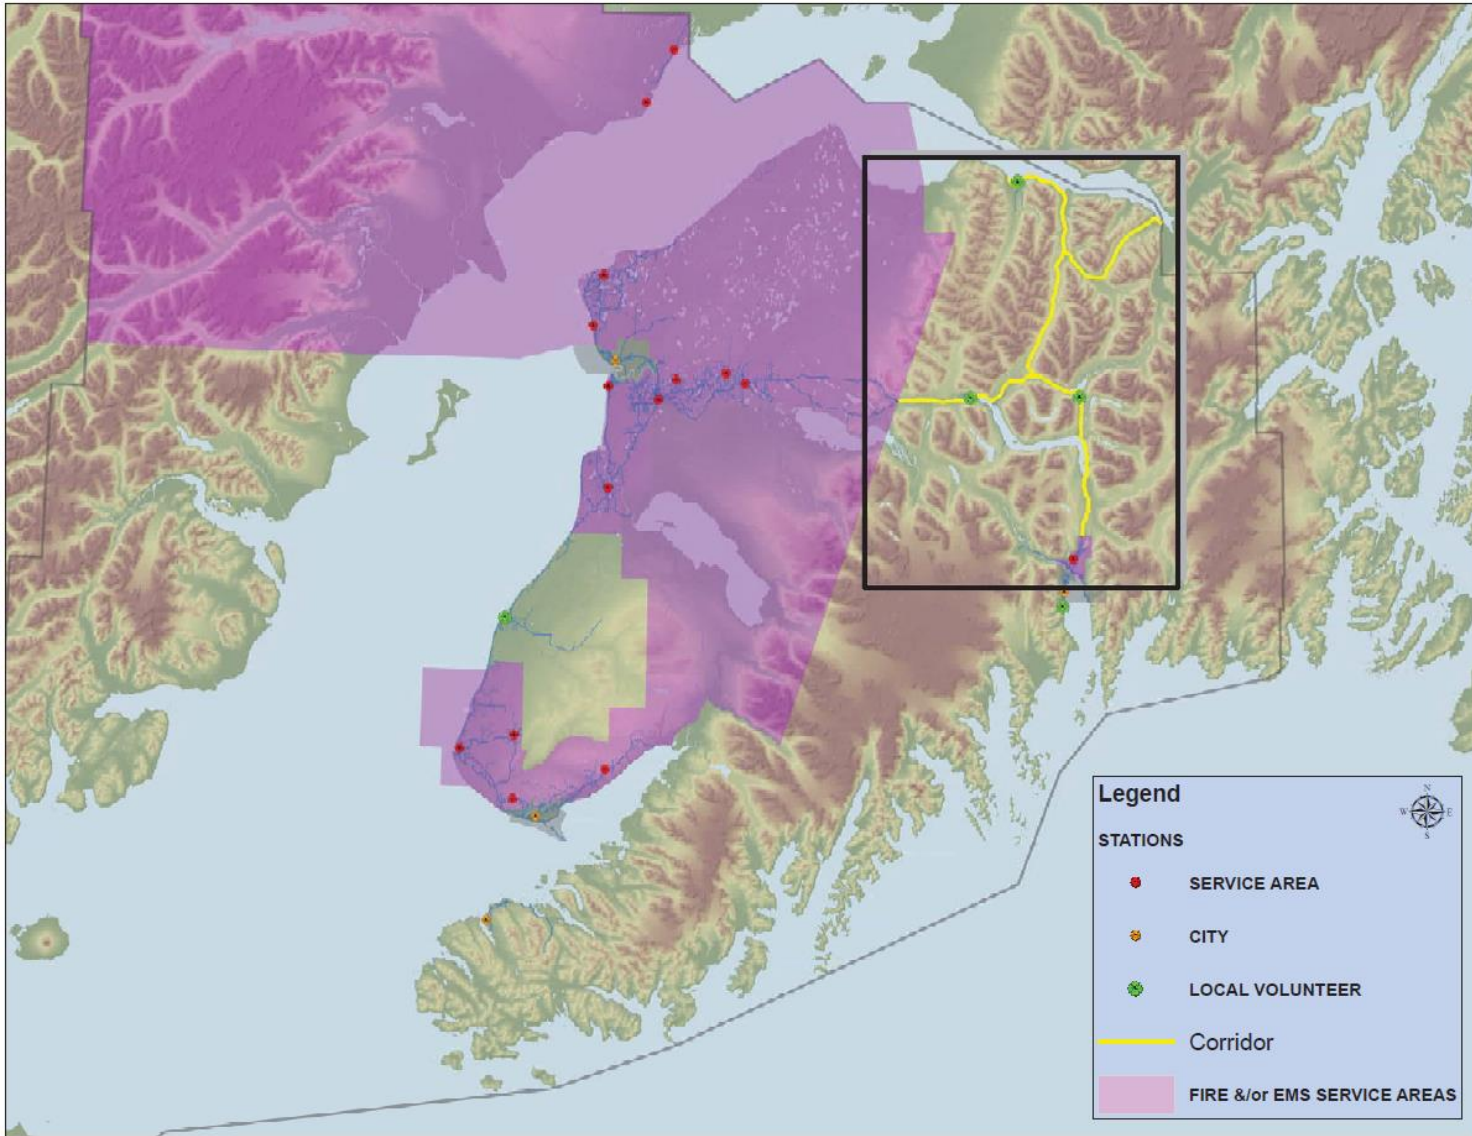 Legend
N
W E
S
STATIONS
SERVICE AREA
CITY
LOCAL VOLUNTEER
Corridor
FIRE &/or EMS SERVICE AREAS